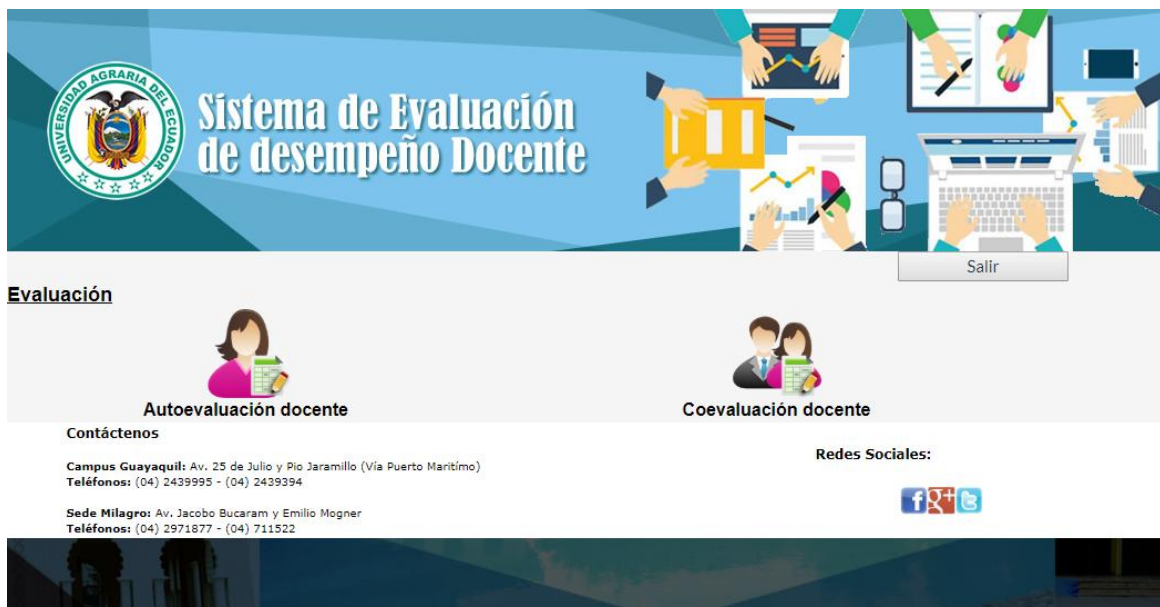 UNIVERSIDAD AGRARIA DEL ECUADOR
Sistema de Evaluación
de desempeño Docente
Salir
Evaluación
Autoevaluación docente
Coevaluación docente
Contáctenos
Campus Guayaquil: Av. 25 de Julio y Pio Jaramillo (Vía Puerto Maritímo)
Teléfonos: (04) 2439995 - (04) 2439394
Sede Milagro: Av. Jacobo Bucaram y Emilio Mogner
Teléfonos: (04) 2971877 - (04) 711522
Redes Sociales:
f g+ t